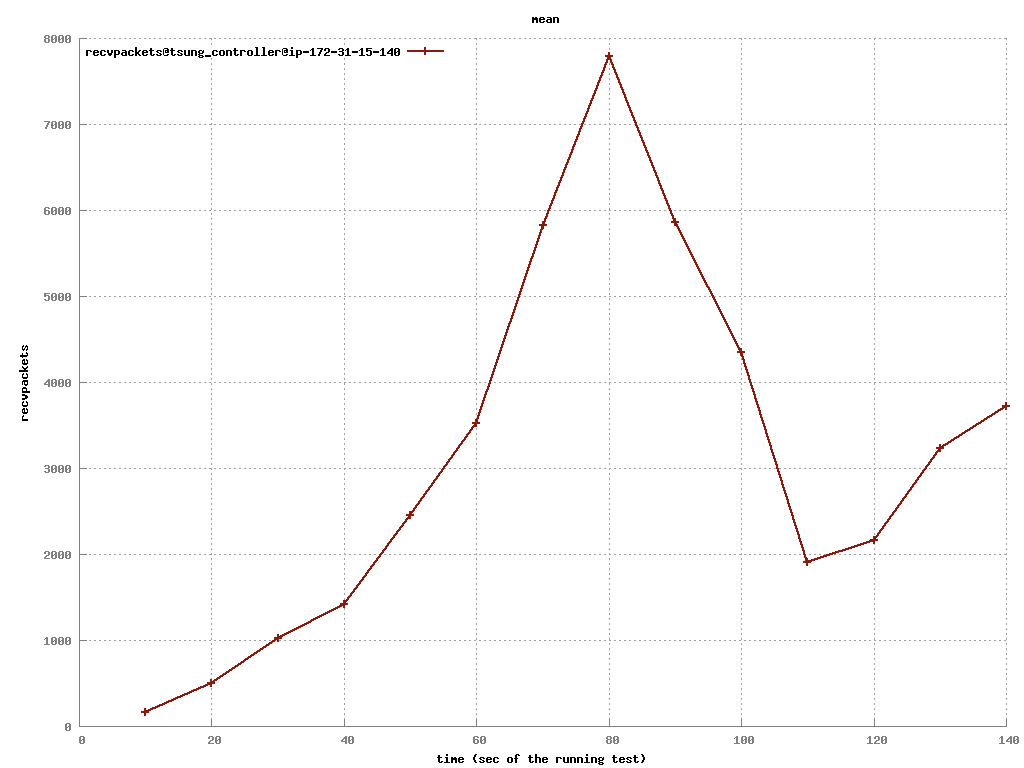 mean
8000
recvpackets@tsung_controller@ip-172-31-15-140
7000
6000
5000
4000
3000
2000
1000
0
recvpackets
0 20 40 60 80 100 120 140
time (sec of the running test)